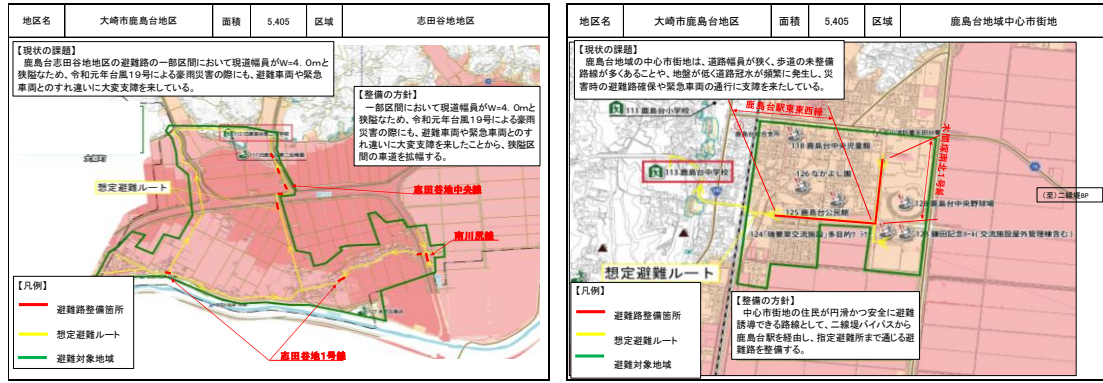 地区名 大崎市鹿島台地区 面積 5,405 区域 志田谷地地区
【現状の課題】
鹿島台志田谷地地区の避難路の一部区間において現道幅員がW=4.0mと
狭隘なため、令和元年台風19号による豪雨災害の際にも、避難車両や緊急
車両とのすれ違いに大変支障を来している。
【整備の方針】
一部区間において現道幅員がW=4.0mと
狭隘なため、令和元年台風19号による豪雨
災害の際にも、避難車両や緊急車両とのす
れ違いに大変支障を来したことから、狭隘区
間の車道を拡幅する。
大郷町
想定避難ルート
志田谷地中央線
南川尻線
志田谷地1号線
【凡例】
避難路整備箇所
想定避難ルート
避難対象地域
地区名 大崎市鹿島台地区 面積 5,405 区域 鹿島台地域中心市街地
【現状の課題】
鹿島台地域の中心市街地は、道路幅員が狭く、歩道の未整備
路線が多くあることや、地盤が低く道路冠水が頻繁に発生し、災
害時の避難路確保や緊急車両の通行に支障を来たしている。
111 鹿島台小学校
鹿島台駅東東西線
118 鹿島台中央児童館
113 鹿島台中学校
126 なかよし園
125 鹿島台公民館
128 鹿島台中央野球場
(至)二線堤BP
想定避難ルート
【凡例】
避難路整備箇所
想定避難ルート
避難対象地域
【整備の方針】
中心市街地の住民が円滑かつ安全に避難
誘導できる路線として、二線堤バイパスから
鹿島台駅を経由し、指定避難所まで通じる避
難路を整備する。